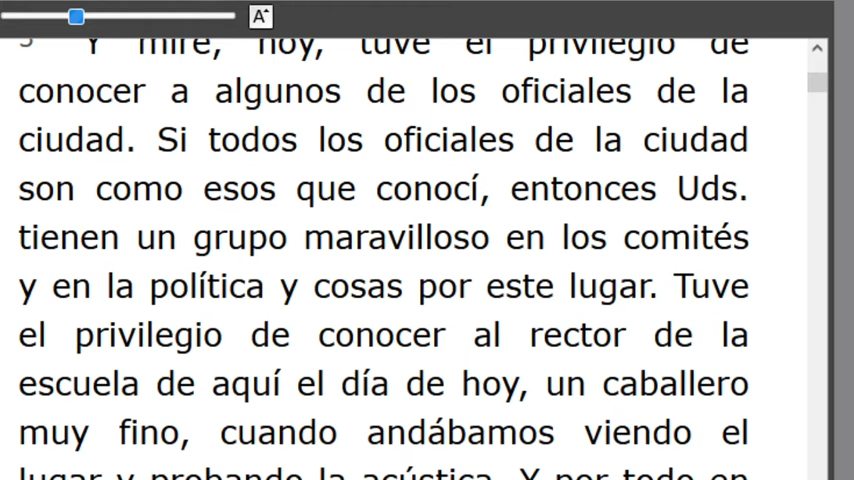 A
5 Y mire, hoy, tuve el privilegio de
conocer a algunos de los oficiales de la
ciudad. Si todos los oficiales de la ciudad
son como esos que conocí, entonces Uds.
tienen un grupo maravilloso en los comités
y en la política y cosas por este lugar. Tuve
el privilegio de conocer al rector de la
escuela de aquí el día de hoy, un caballero
muy fino, cuando andábamos viendo el
lugar y probando la acústica. Y por todo en